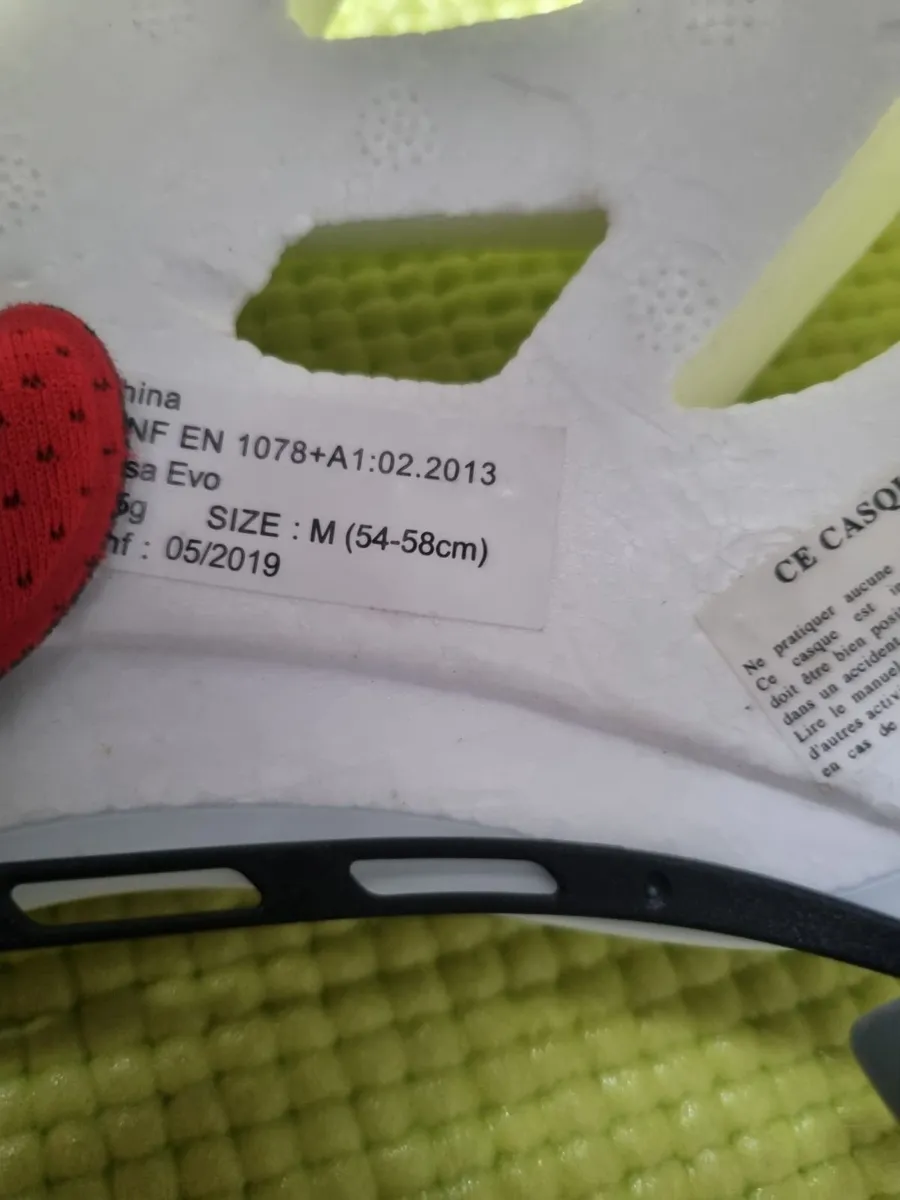 hina
NF EN 1078+A1:02.2013
sa Evo
5g SIZE : M (54-58cm)
nf : 05/2019
CE CASQ
Ne pratiquer aucune
Ce casque est in
doit être bien posi
dans un accident
Lire le manuel
d'autres activ
en cas de